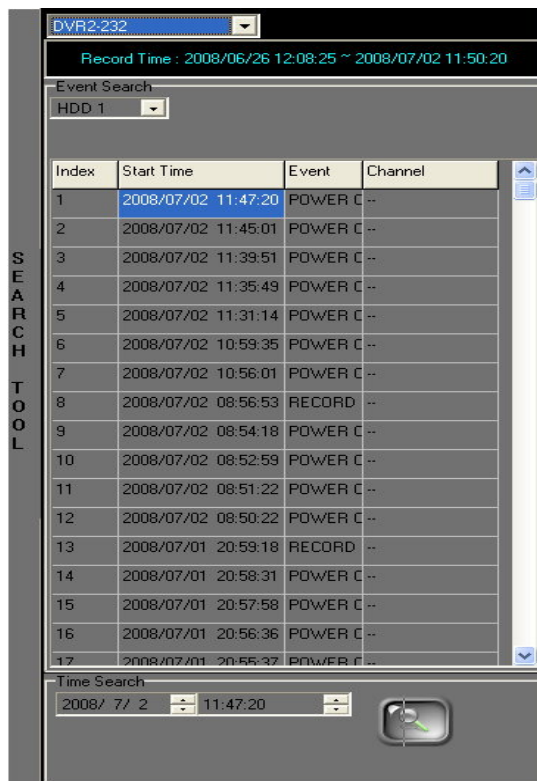 DVR2-232
Record Time : 2008/06/26 12:08:25 ~ 2008/07/02 11:50:20
Event Search
HDD 1
Index Start Time Event Channel
1 2008/07/02 11:47:20 POWER C --
2 2008/07/02 11:45:01 POWER C --
3 2008/07/02 11:39:51 POWER C --
4 2008/07/02 11:35:49 POWER C --
5 2008/07/02 11:31:14 POWER C --
6 2008/07/02 10:59:35 POWER C --
7 2008/07/02 10:56:01 POWER C --
8 2008/07/02 08:56:53 RECORD --
9 2008/07/02 08:54:18 POWER C --
10 2008/07/02 08:52:59 POWER C --
11 2008/07/02 08:51:22 POWER C --
12 2008/07/02 08:50:22 POWER C --
13 2008/07/01 20:59:18 RECORD --
14 2008/07/01 20:58:31 POWER C --
15 2008/07/01 20:57:58 POWER C --
16 2008/07/01 20:56:36 POWER C --
17 2008/07/01 20:55:37 POWER C --
Time Search
2008/ 7/ 2 11:47:20
SEARCH TOOL